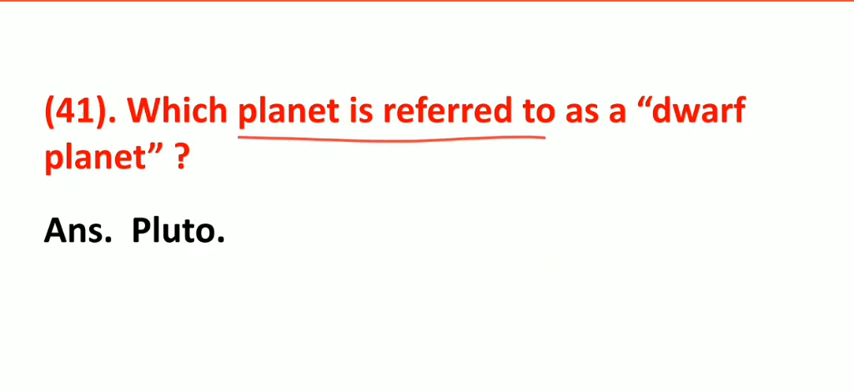 (41). Which planet is referred to as a “dwarf
planet” ?
Ans.  Pluto.